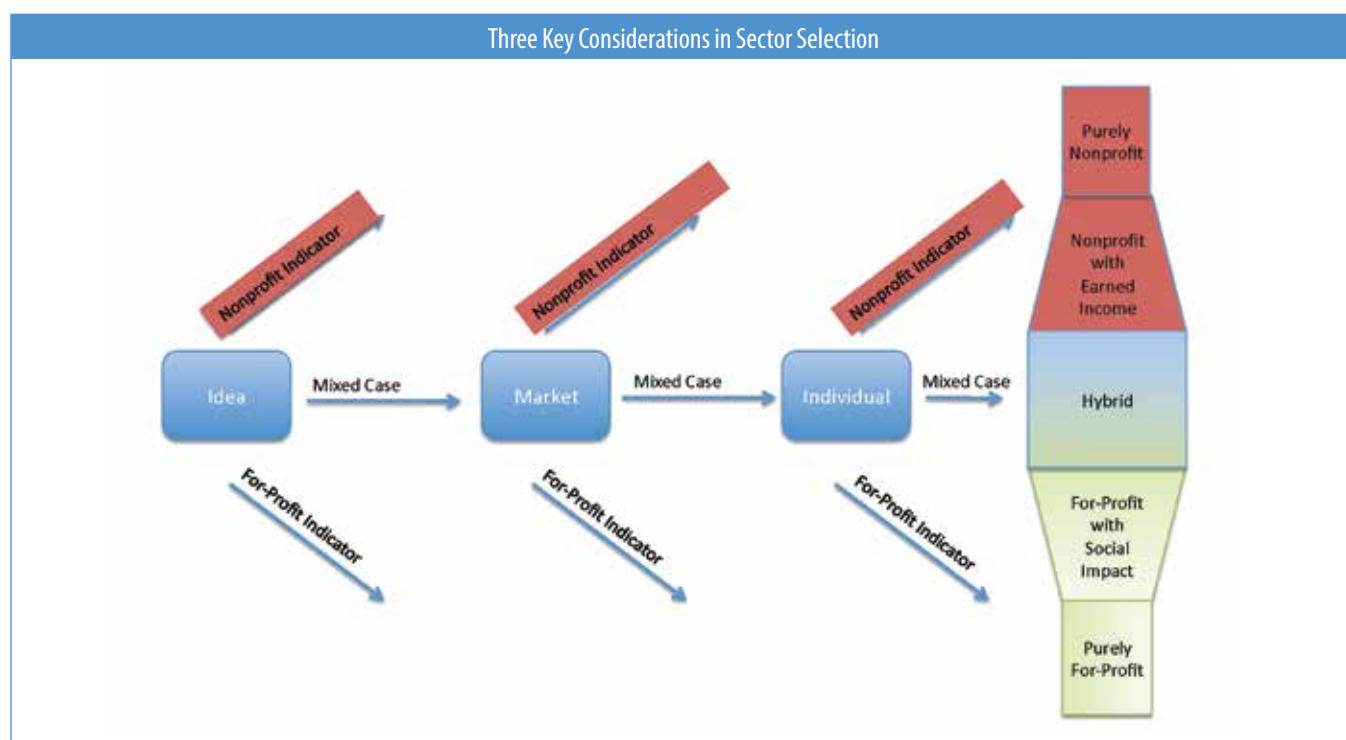 Three Key Considerations in Sector Selection
Nonprofit Indicator
Nonprofit Indicator
Nonprofit Indicator
Idea
Mixed Case
Market
Mixed Case
Individual
Mixed Case
For-Profit Indicator
For-Profit Indicator
For-Profit Indicator
Purely
Nonprofit
Nonprofit
with
Earned
Income
Hybrid
For-Profit
with
Social
Impact
Purely
For-Profit